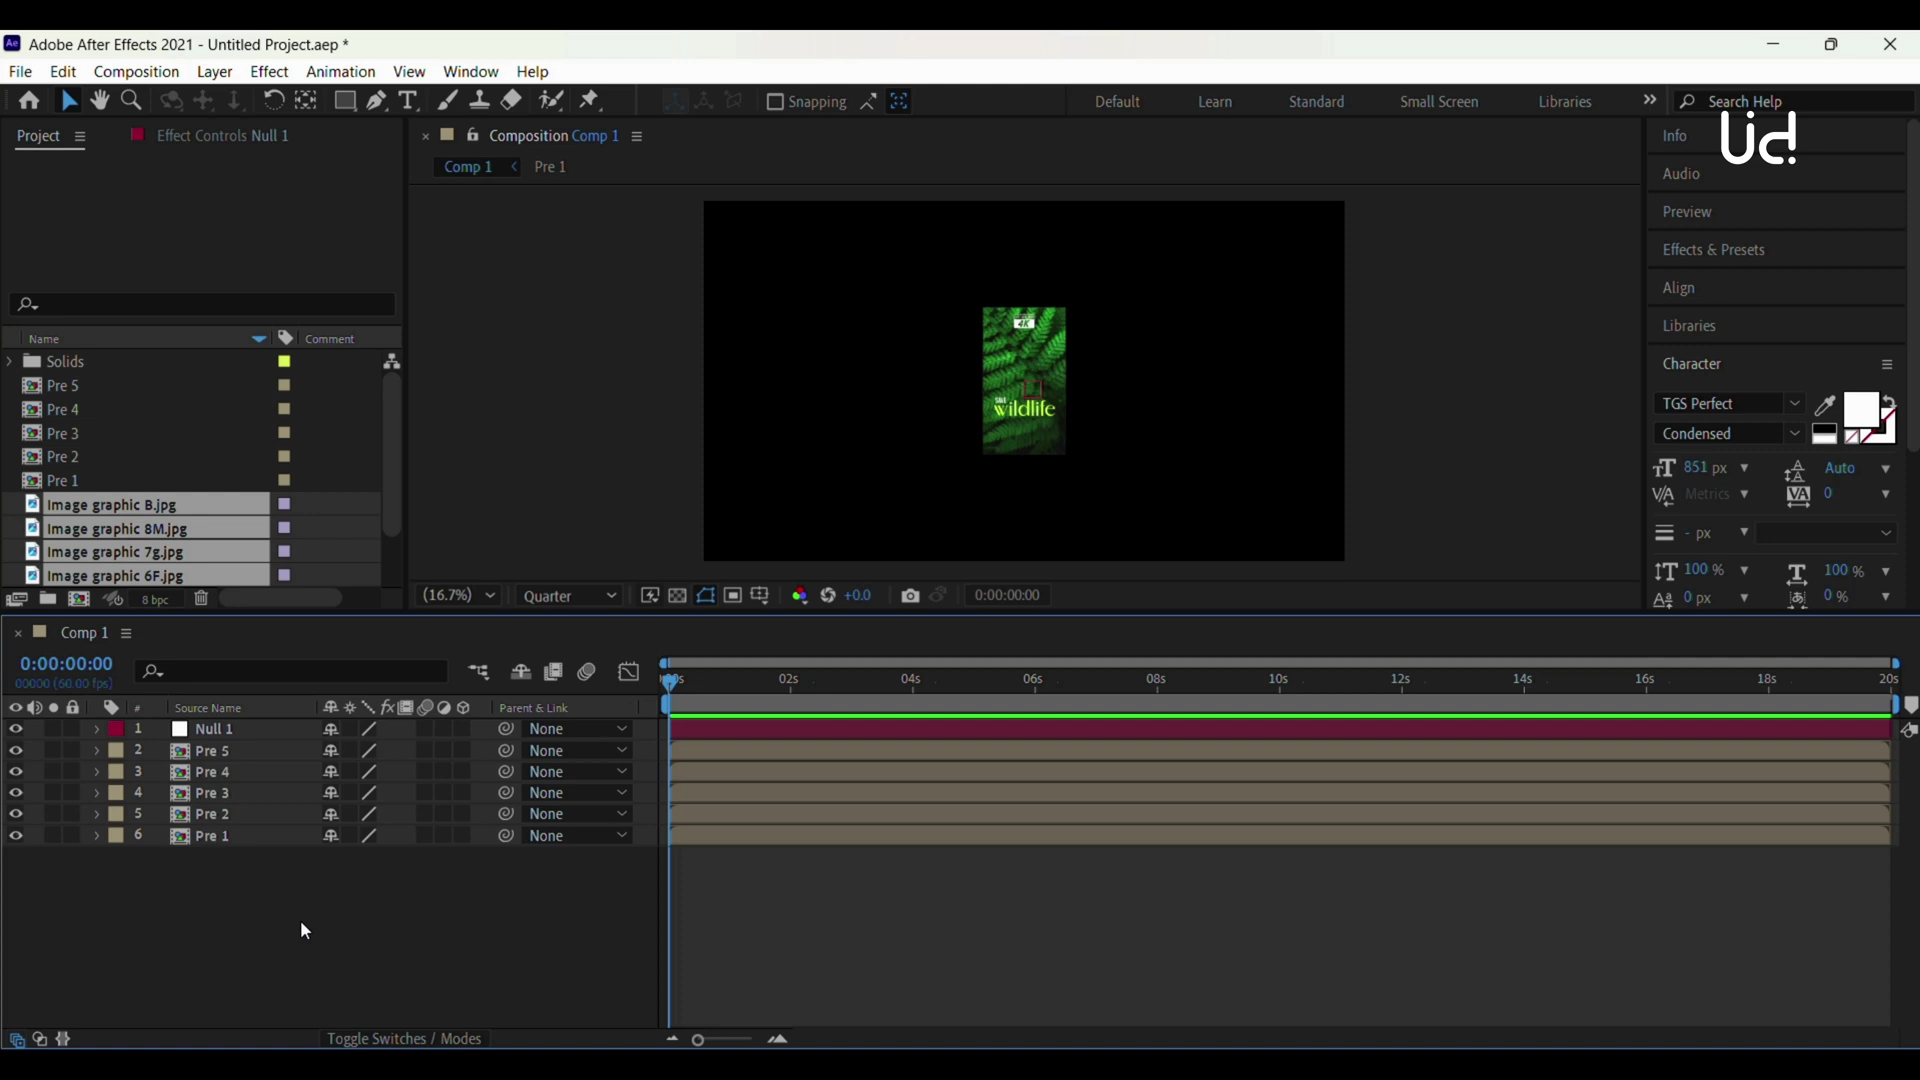 Ae Adobe After Effects 2021 - Untitled Project.aep *
File Edit Composition Layer Effect Animation View Window Help
Snapping Default Learn Standard Small Screen Libraries Search Help
Project Effect Controls Null 1
Composition Comp 1
Comp 1 Pre 1
4K
SAVE
wildlife
Name Comment
Solids
Pre 5
Pre 4
Pre 3
Pre 2
Pre 1
Image graphic B.jpg
Image graphic 8M.jpg
Image graphic 7g.jpg
Image graphic 6F.jpg
8 bpc
(16.7%) Quarter +0.0 0:00:00:00
Ud!
Info
Audio
Preview
Effects & Presets
Align
Libraries
Character
TGS Perfect
Condensed
851 px Auto
Metrics 0
- px
100 % 100 %
0 px 0 %
Comp 1
0:00:00:00
00000 (60.00 fps)
02s 04s 06s 08s 10s 12s 14s 16s 18s 20s
# Source Name fx Parent & Link
1 Null 1 None
2 Pre 5 None
3 Pre 4 None
4 Pre 3 None
5 Pre 2 None
6 Pre 1 None
Toggle Switches / Modes